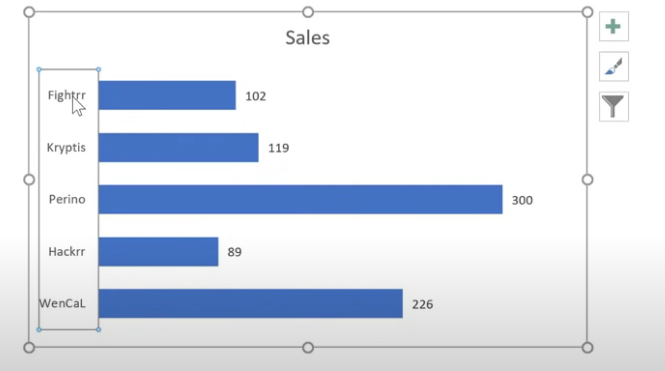 Sales
Fightrr 102
Kryptis 119
Perino 300
Hackrr 89
WenCaL 226